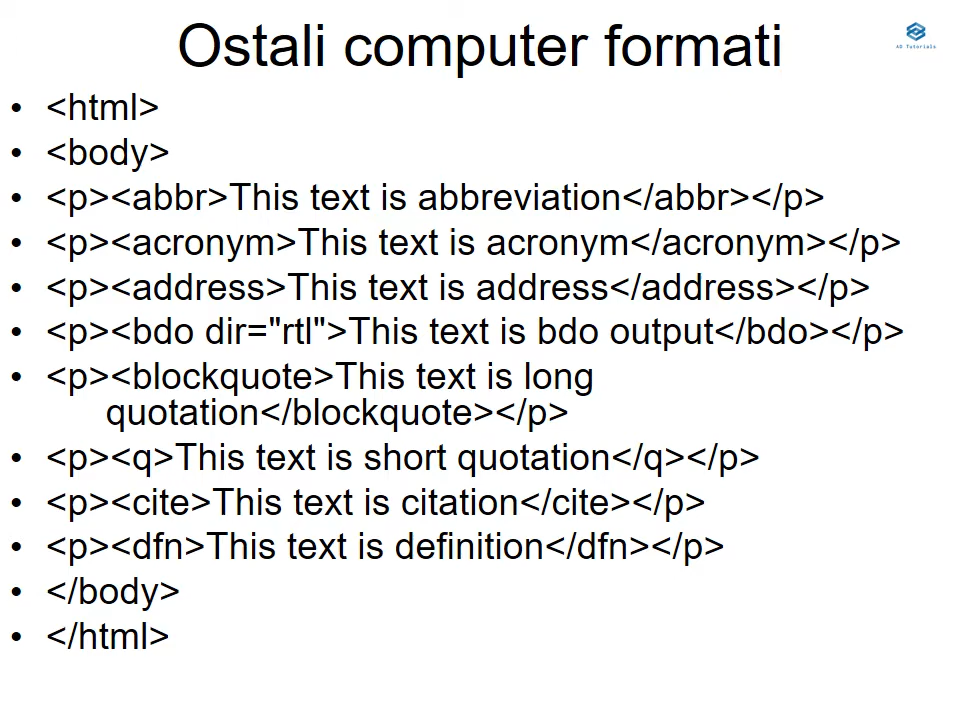 Ostali computer formati
AD Tutorials
• <html>
• <body>
• <p><abbr>This text is abbreviation</abbr></p>
• <p><acronym>This text is acronym</acronym></p>
• <p><address>This text is address</address></p>
• <p><bdo dir="rtl">This text is bdo output</bdo></p>
• <p><blockquote>This text is long
quotation</blockquote></p>
• <p><q>This text is short quotation</q></p>
• <p><cite>This text is citation</cite></p>
• <p><dfn>This text is definition</dfn></p>
• </body>
• </html>